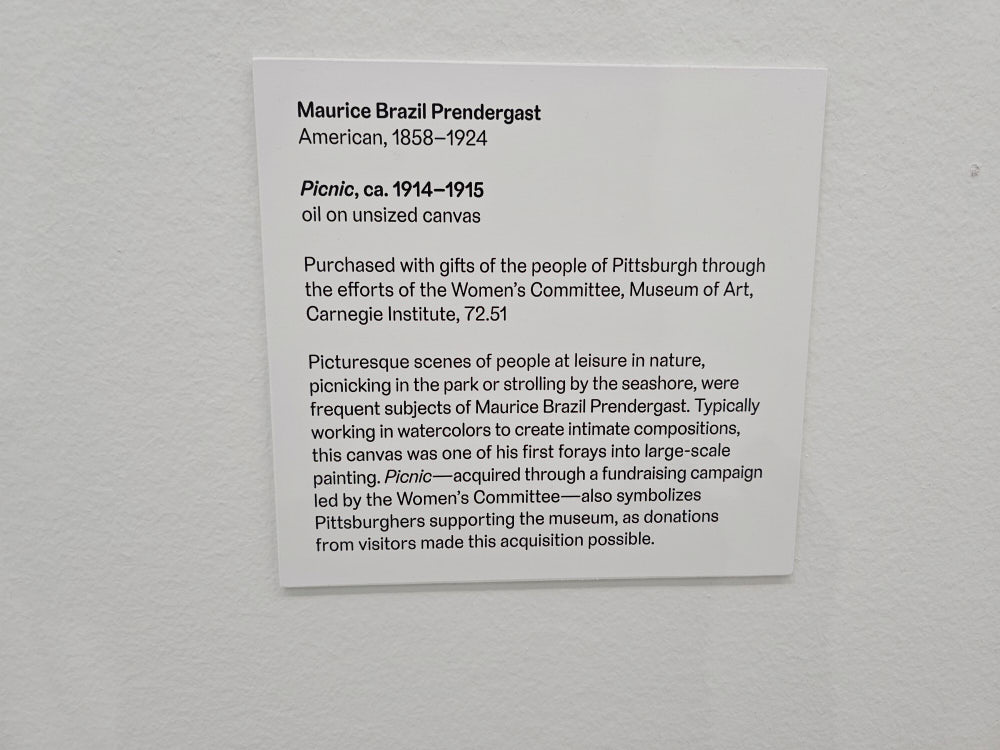 Maurice Brazil Prendergast
American, 1858–1924
Picnic, ca. 1914–1915
oil on unsized canvas
Purchased with gifts of the people of Pittsburgh through
the efforts of the Women's Committee, Museum of Art,
Carnegie Institute, 72.51
Picturesque scenes of people at leisure in nature,
picnicking in the park or strolling by the seashore, were
frequent subjects of Maurice Brazil Prendergast. Typically
working in watercolors to create intimate compositions,
this canvas was one of his first forays into large-scale
painting. Picnic—acquired through a fundraising campaign
led by the Women's Committee—also symbolizes
Pittsburghers supporting the museum, as donations
from visitors made this acquisition possible.